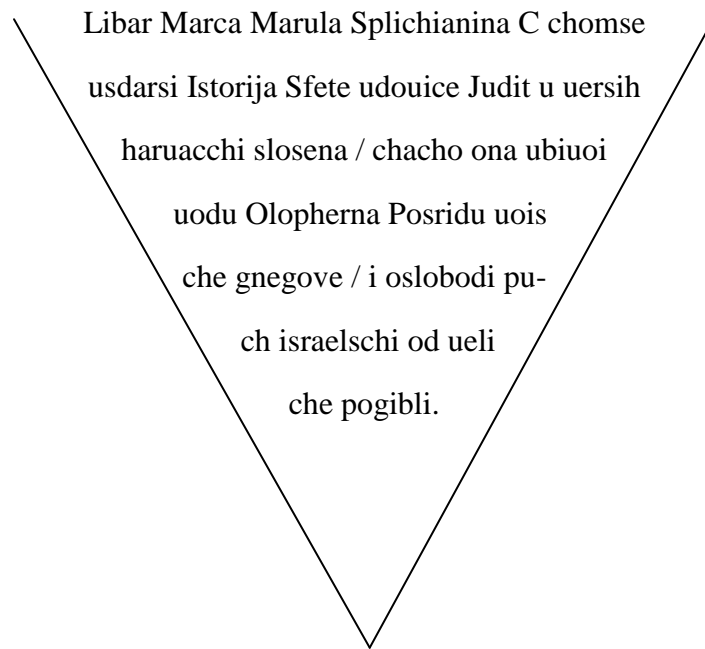 Libar Marca Marula Splichianina C chomse
usdarsi Istorija Sfete udouice Judit u uersih
haruacchi slosena / chacho ona ubiuoi
uodu Olopherna Posridu uois
che gnegove / i oslobodi pu-
ch israelschi od ueli
che pogibli.